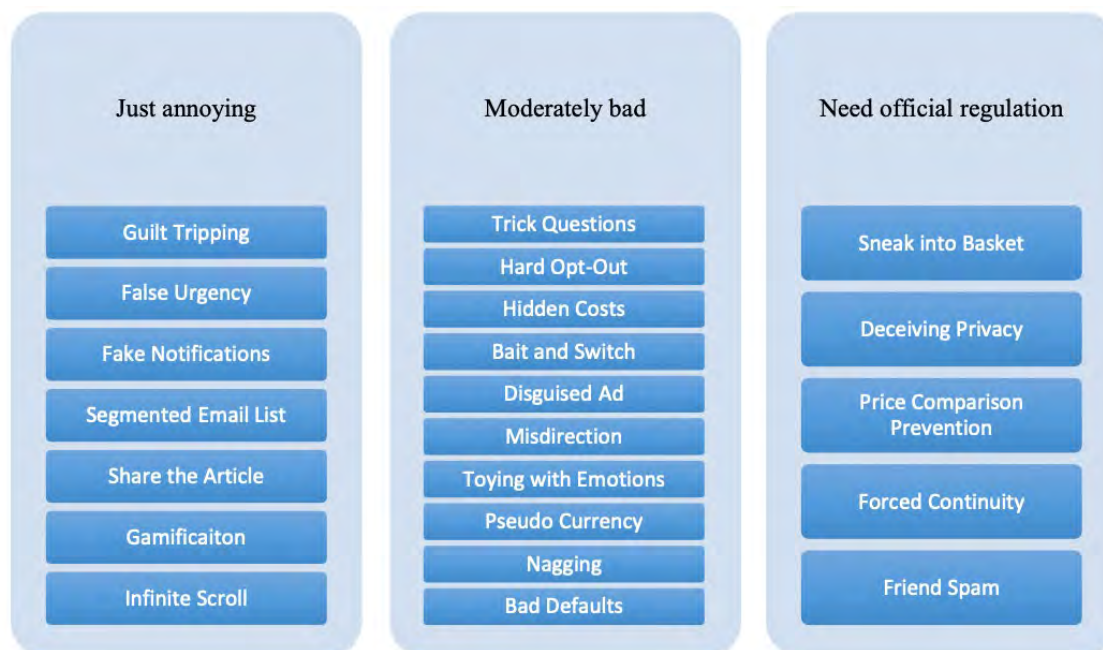 Just annoying
Guilt Tripping
False Urgency
Fake Notifications
Segmented Email List
Share the Article
Gamificaiton
Infinite Scroll
Moderately bad
Trick Questions
Hard Opt-Out
Hidden Costs
Bait and Switch
Disguised Ad
Misdirection
Toying with Emotions
Pseudo Currency
Nagging
Bad Defaults
Need official regulation
Sneak into Basket
Deceiving Privacy
Price Comparison
Prevention
Forced Continuity
Friend Spam